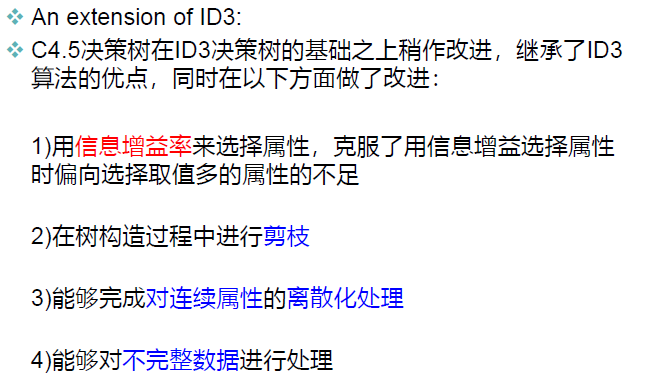 An extension of ID3:
C4.5决策树在ID3决策树的基础之上稍作改进，继承了ID3
算法的优点，同时在以下方面做了改进：
1)用信息增益率来选择属性，克服了用信息增益选择属性
时偏向选择取值多的属性的不足
2)在树构造过程中进行剪枝
3)能够完成对连续属性的离散化处理
4)能够对不完整数据进行处理